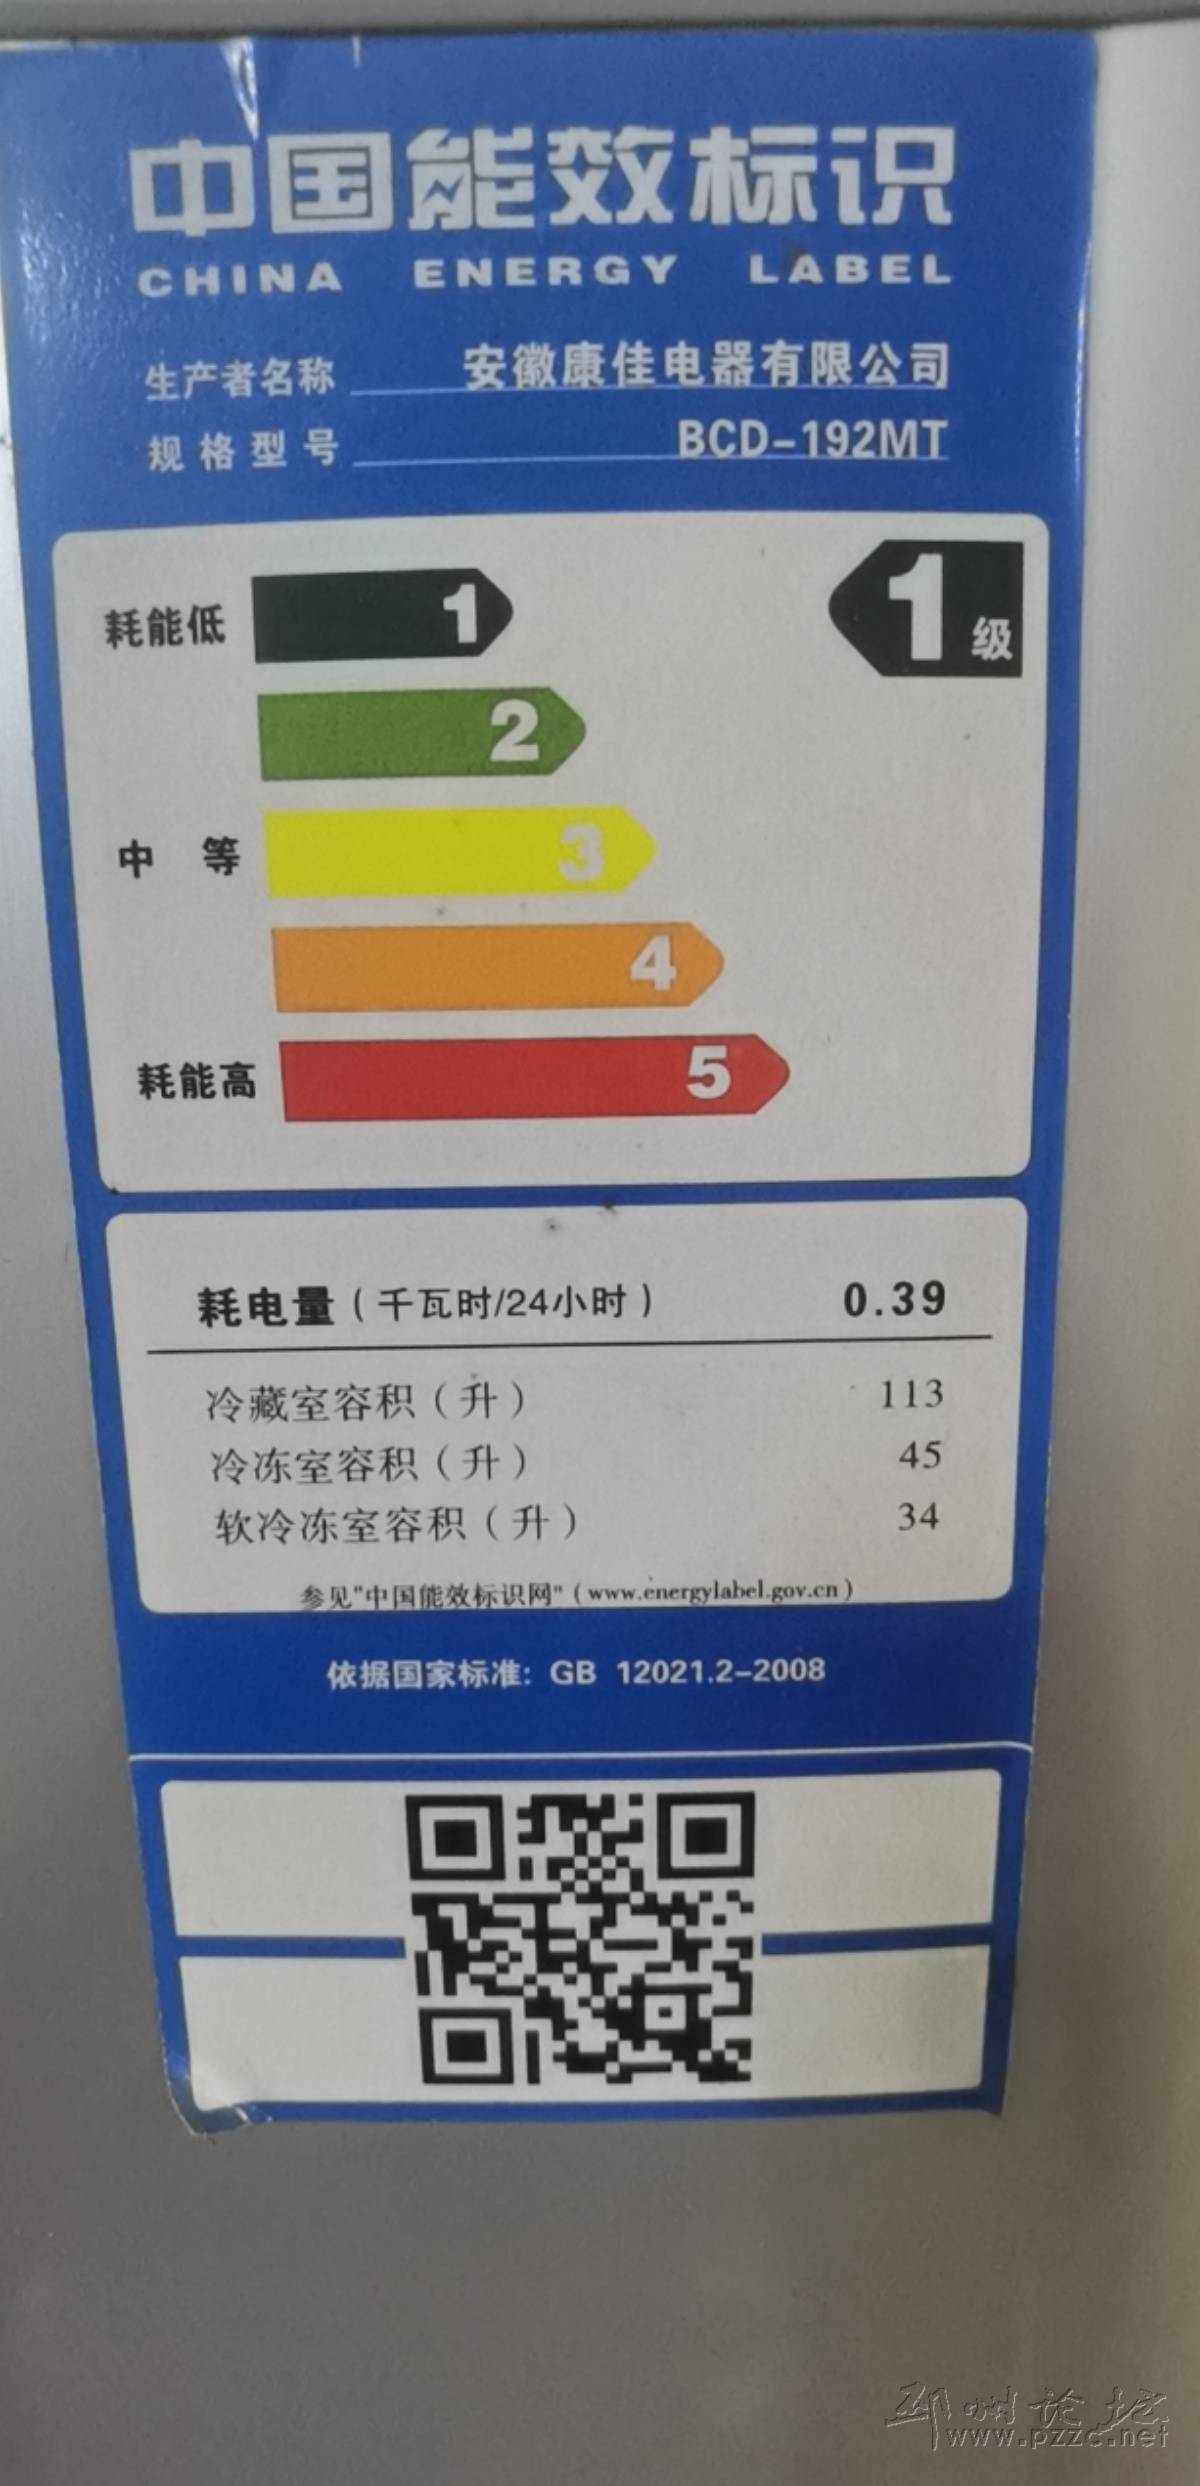 中国能效标识
CHINA ENERGY LABEL
生产者名称 安徽康佳电器有限公司
规格型号 BCD-192MT
耗能低 1 1级
2
中等 3
4
耗能高 5
耗电量(千瓦时/24小时) 0.39
冷藏室容积(升) 113
冷冻室容积(升) 45
软冷冻室容积(升) 34
参见"中国能效标识网"(www.energylabel.gov.cn)
依据国家标准: GB 12021.2-2008
邳州论坛
www.pzzc.net